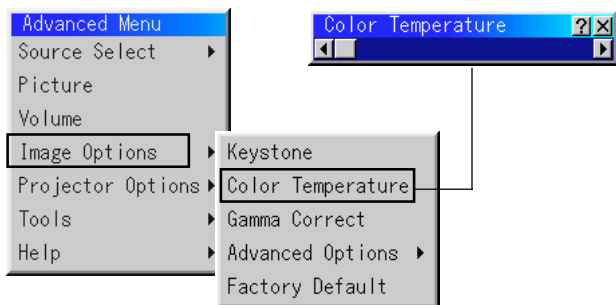 Advanced Menu
Source Select
Picture
Volume
Image Options
Projector Options
Tools
Help
Keystone
Color Temperature
Gamma Correct
Advanced Options
Factory Default
Color Temperature ? ×